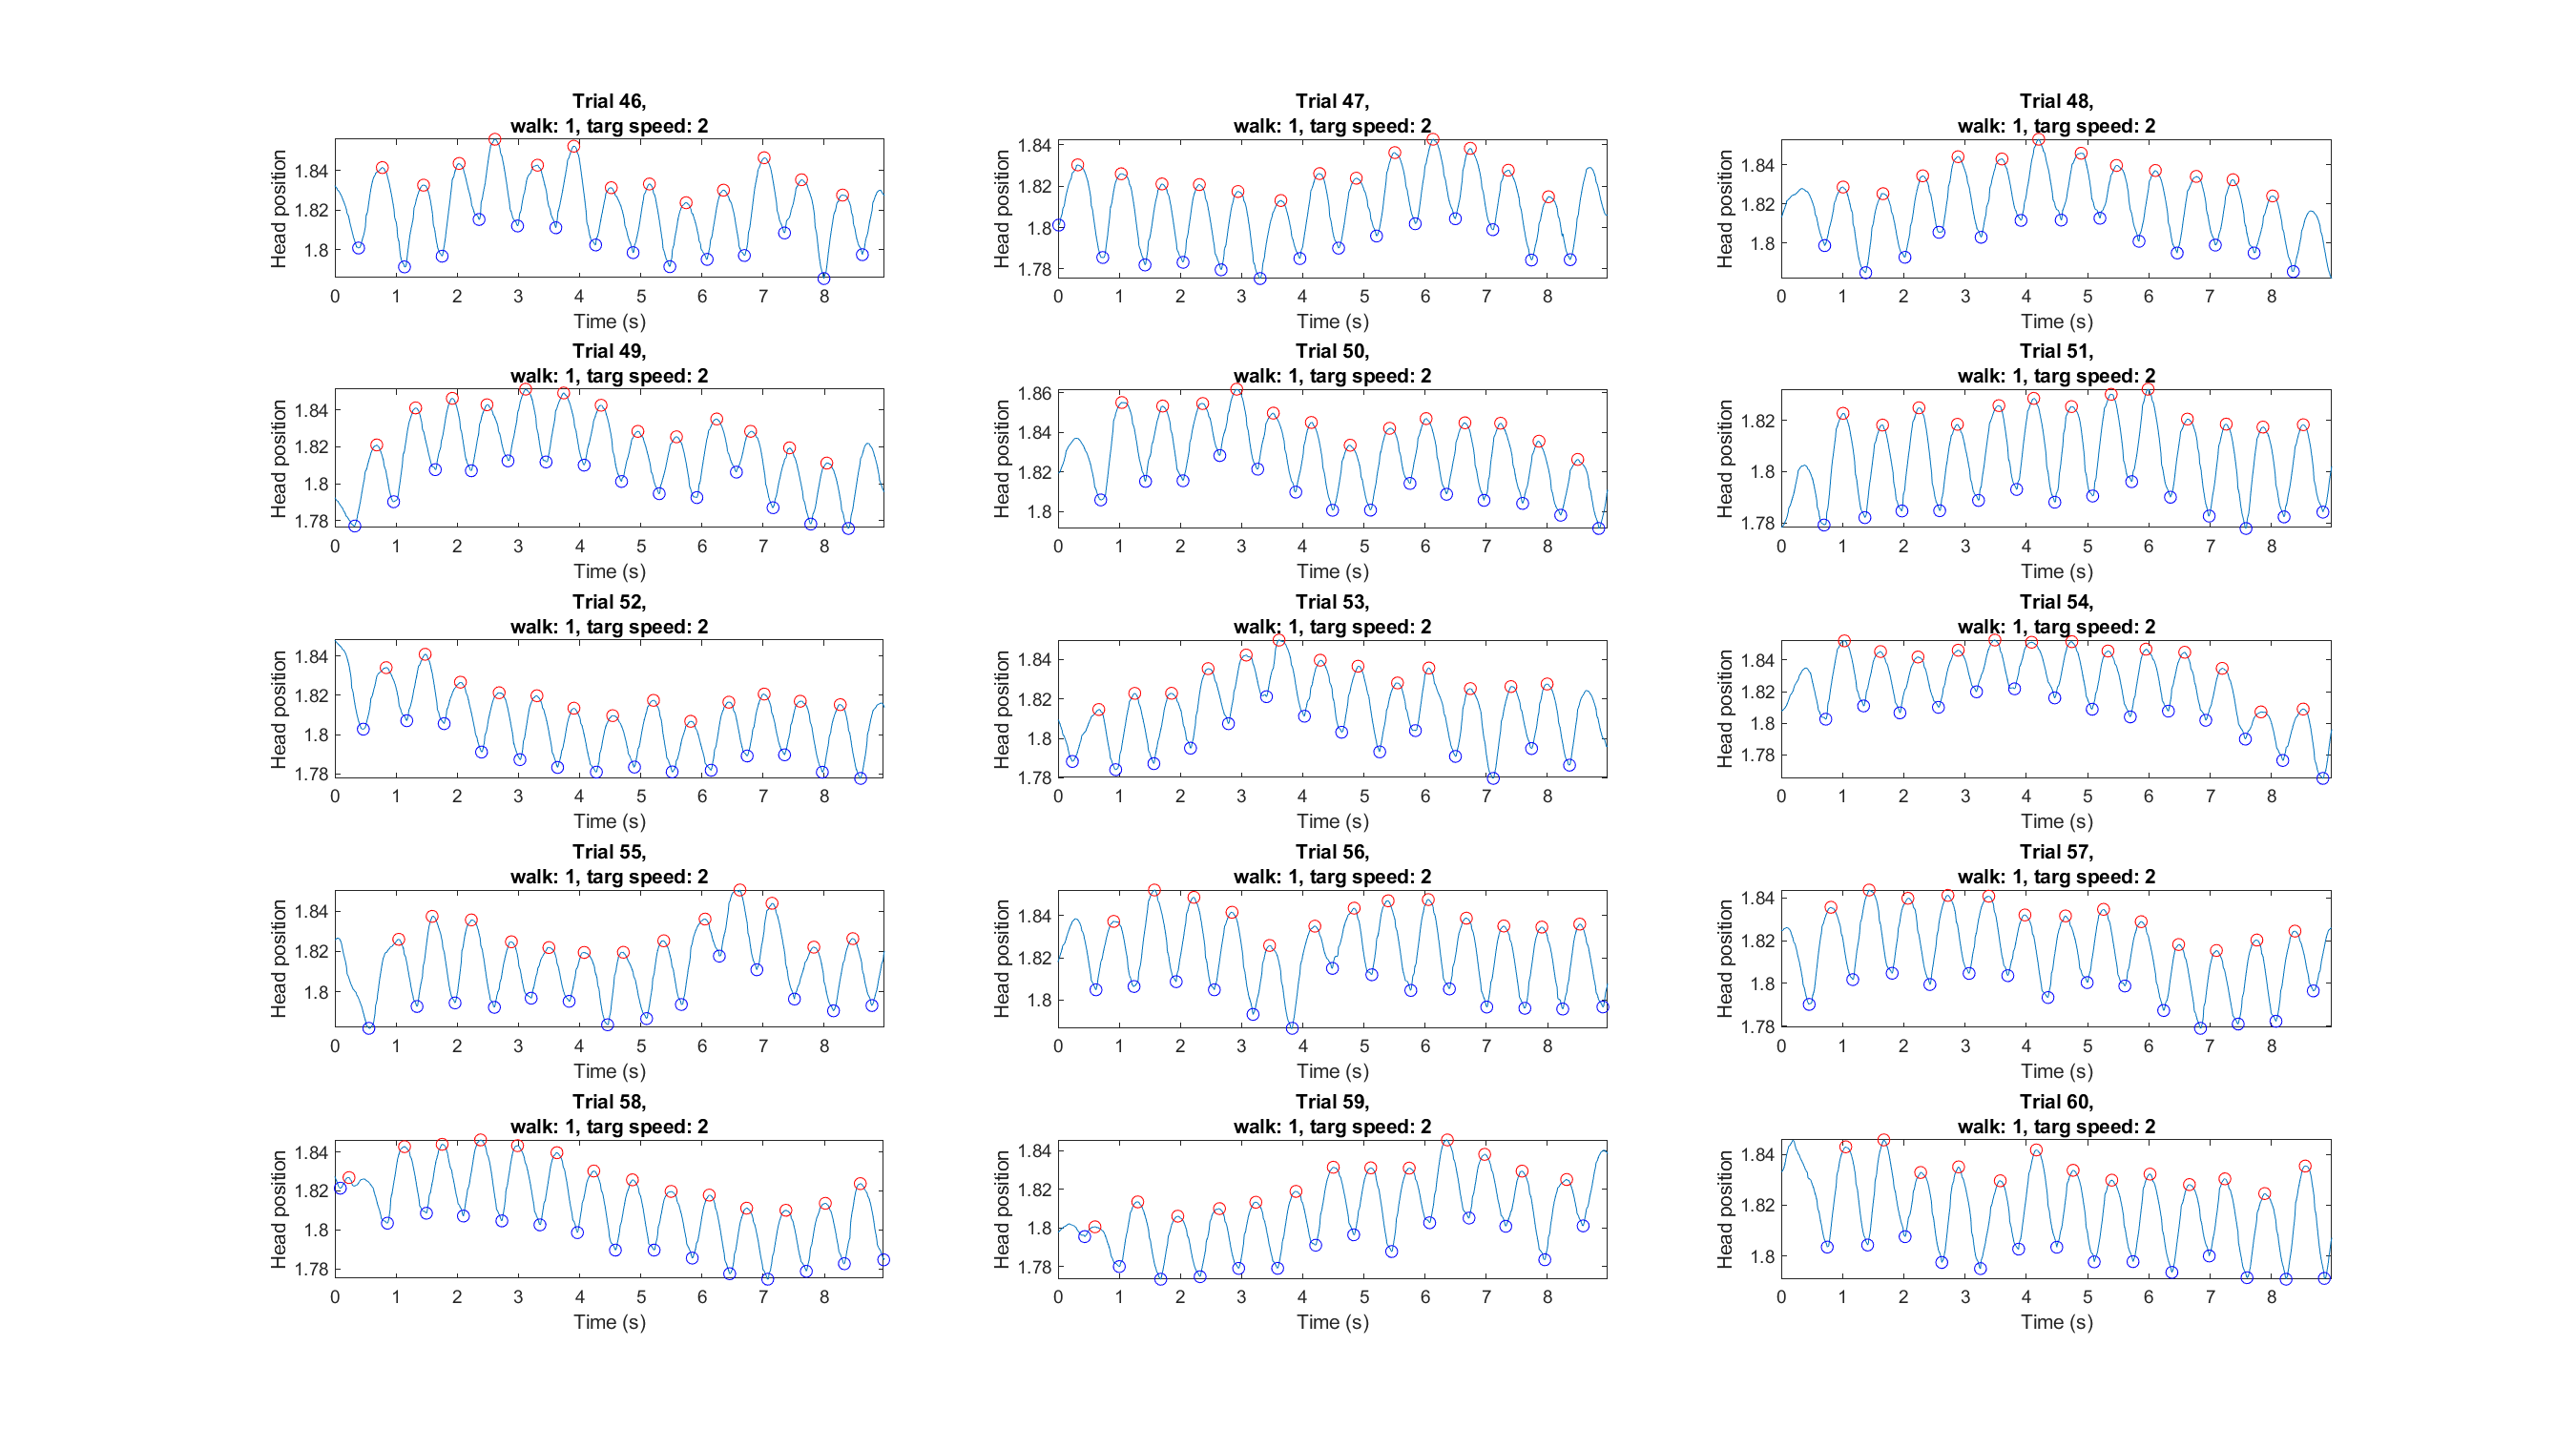 Trial 46,
walk: 1, targ speed: 2
Head position
1.84
1.82
1.8
0 1 2 3 4 5 6 7 8
Time (s)
Trial 47,
walk: 1, targ speed: 2
Head position
1.84
1.82
1.8
1.78
0 1 2 3 4 5 6 7 8
Time (s)
Trial 48,
walk: 1, targ speed: 2
Head position
1.84
1.82
1.8
0 1 2 3 4 5 6 7 8
Time (s)
Trial 49,
walk: 1, targ speed: 2
Head position
1.84
1.82
1.8
1.78
0 1 2 3 4 5 6 7 8
Time (s)
Trial 50,
walk: 1, targ speed: 2
Head position
1.86
1.84
1.82
1.8
0 1 2 3 4 5 6 7 8
Time (s)
Trial 51,
walk: 1, targ speed: 2
Head position
1.82
1.8
1.78
0 1 2 3 4 5 6 7 8
Time (s)
Trial 52,
walk: 1, targ speed: 2
Head position
1.84
1.82
1.8
1.78
0 1 2 3 4 5 6 7 8
Time (s)
Trial 53,
walk: 1, targ speed: 2
Head position
1.84
1.82
1.8
1.78
0 1 2 3 4 5 6 7 8
Time (s)
Trial 54,
walk: 1, targ speed: 2
Head position
1.84
1.82
1.8
1.78
0 1 2 3 4 5 6 7 8
Time (s)
Trial 55,
walk: 1, targ speed: 2
Head position
1.84
1.82
1.8
0 1 2 3 4 5 6 7 8
Time (s)
Trial 56,
walk: 1, targ speed: 2
Head position
1.84
1.82
1.8
0 1 2 3 4 5 6 7 8
Time (s)
Trial 57,
walk: 1, targ speed: 2
Head position
1.84
1.82
1.8
1.78
0 1 2 3 4 5 6 7 8
Time (s)
Trial 58,
walk: 1, targ speed: 2
Head position
1.84
1.82
1.8
1.78
0 1 2 3 4 5 6 7 8
Time (s)
Trial 59,
walk: 1, targ speed: 2
Head position
1.84
1.82
1.8
1.78
0 1 2 3 4 5 6 7 8
Time (s)
Trial 60,
walk: 1, targ speed: 2
Head position
1.84
1.82
1.8
0 1 2 3 4 5 6 7 8
Time (s)